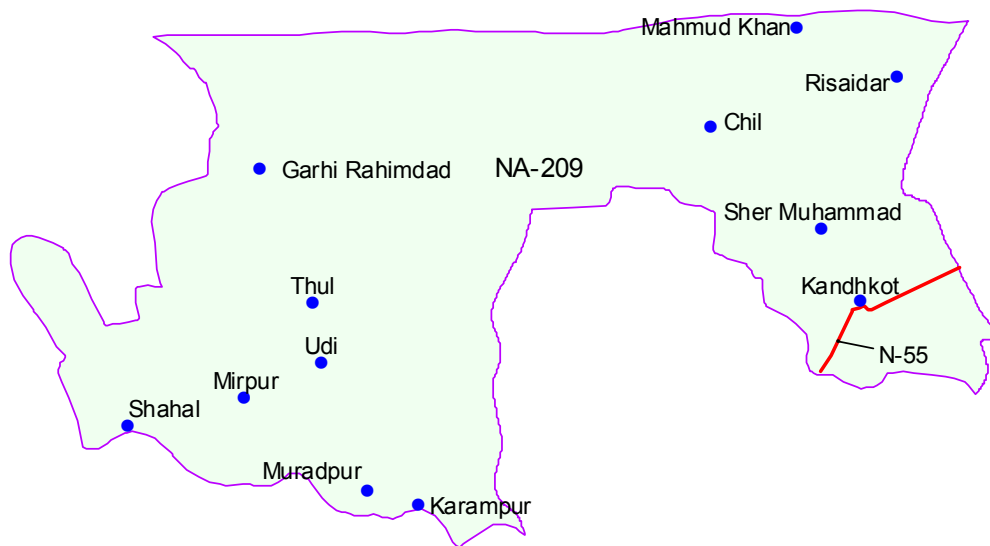 Mahmud Khan
Risaidar
Chil
Garhi Rahimdad
NA-209
Sher Muhammad
Thul
Kandhkot
Udi
N-55
Mirpur
Shahal
Muradpur
Karampur